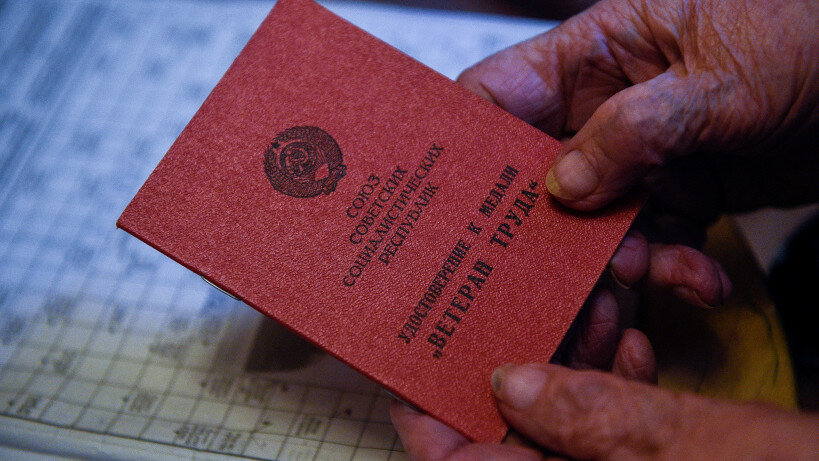 СОЮЗ
СОВЕТСКИХ
СОЦИАЛИСТИЧЕСКИХ
РЕСПУБЛИК
УДОСТОВЕРЕНИЕ К МЕДАЛИ
„ВЕТЕРАН ТРУДА“